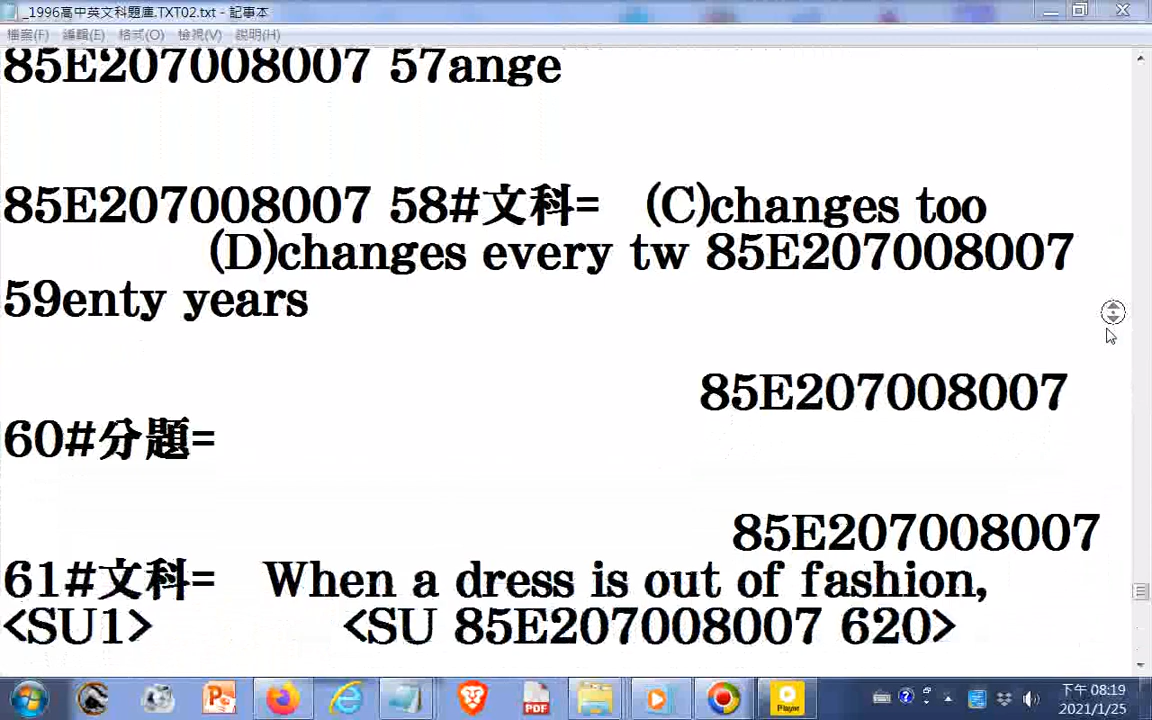 _1996高中英文科題庫.TXT02.txt - 記事本
檔案(F) 編輯(E) 格式(O) 檢視(V) 說明(H)
85E207008007 57ange
85E207008007 58#文科= (C)changes too
(D)changes every tw 85E207008007
59enty years
85E207008007
60#分題=
85E207008007
61#文科= When a dress is out of fashion,
<SU1> <SU 85E207008007 620>
PDF
Player
下午 08:19
2021/1/25